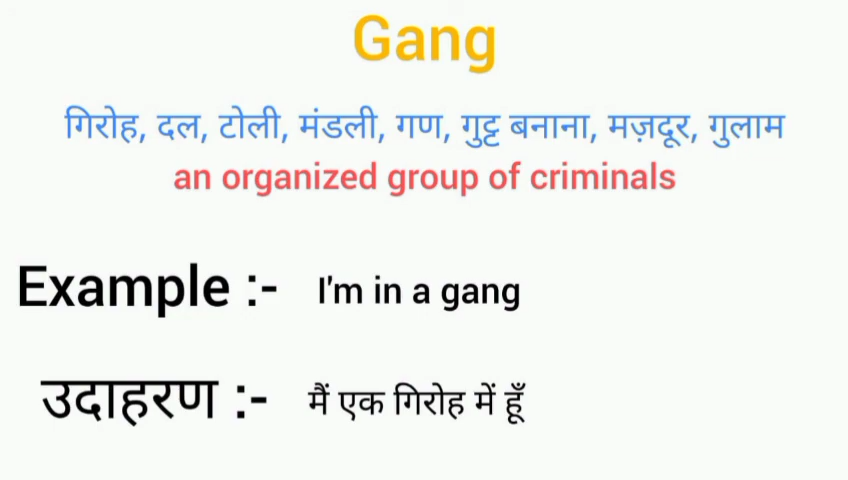 Gang
गिरोह, दल, टोली, मंडली, गण, गुट्ट बनाना, मज़दूर, गुलाम
an organized group of criminals
Example :- I'm in a gang
उदाहरण :- मैं एक गिरोह में हूँ